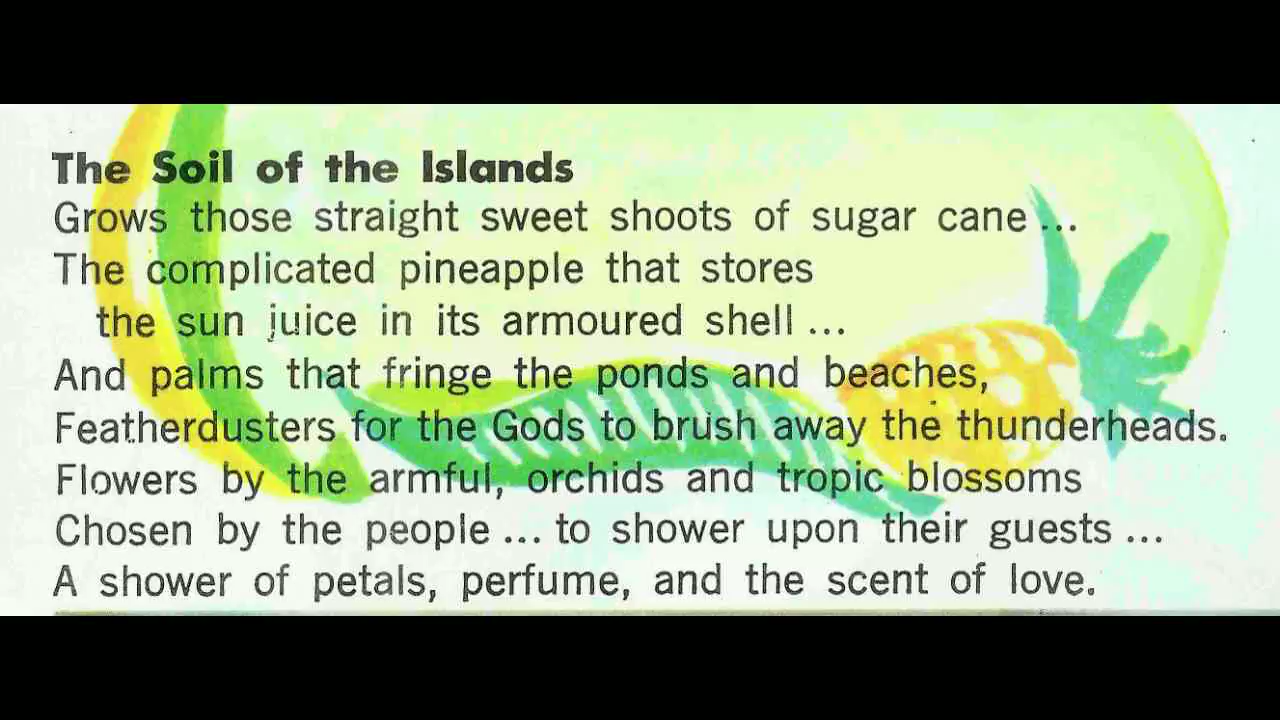 The Soil of the Islands
Grows those straight sweet shoots of sugar cane ...
The complicated pineapple that stores
the sun juice in its armoured shell ...
And palms that fringe the ponds and beaches,
Featherdusters for the Gods to brush away the thunderheads.
Flowers by the armful, orchids and tropic blossoms
Chosen by the people ... to shower upon their guests ...
A shower of petals, perfume, and the scent of love.